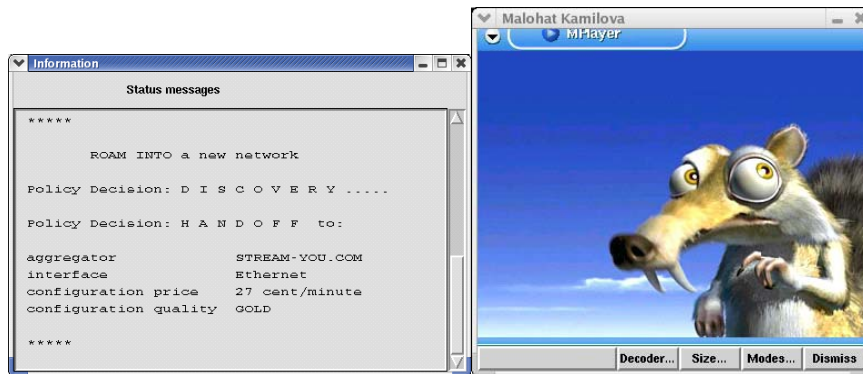 Information
Status messages
*****
ROAM INTO a new network
Policy Decision: D I S C O V E R Y .....
Policy Decision: H A N D O F F to:
aggregator STREAM-YOU.COM
interface Ethernet
configuration price 27 cent/minute
configuration quality GOLD
*****
Malohat Kamilova
MPlayer
Decoder... Size... Modes... Dismiss